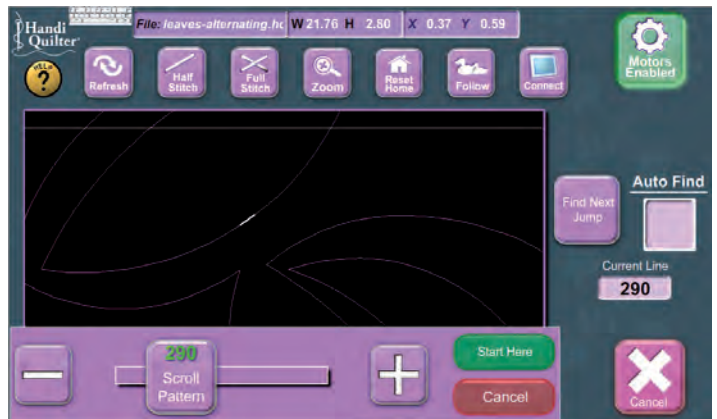 Handi
Quilter
File: leaves-alternating.hc W 21.76 H 2.80 X 0.37 Y 0.59
Motors
Enabled
HELP
?
Refresh
Half
Stitch
Full
Stitch
Zoom
Reset
Home
Follow
Connect
Auto Find
Find Next
Jump
Current Line
290
290
Scroll
Pattern
Start Here
Cancel
Cancel